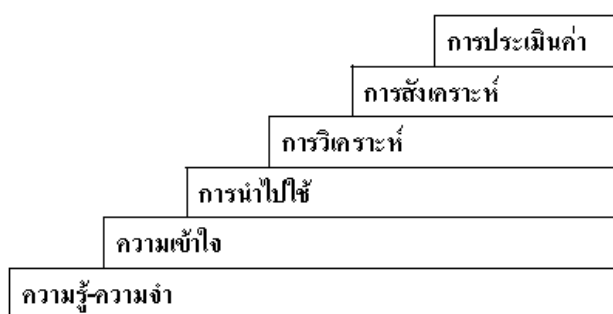 การประเมินค่า
การสังเคราะห์
การวิเคราะห์
การนำไปใช้
ความเข้าใจ
ความรู้-ความจำ